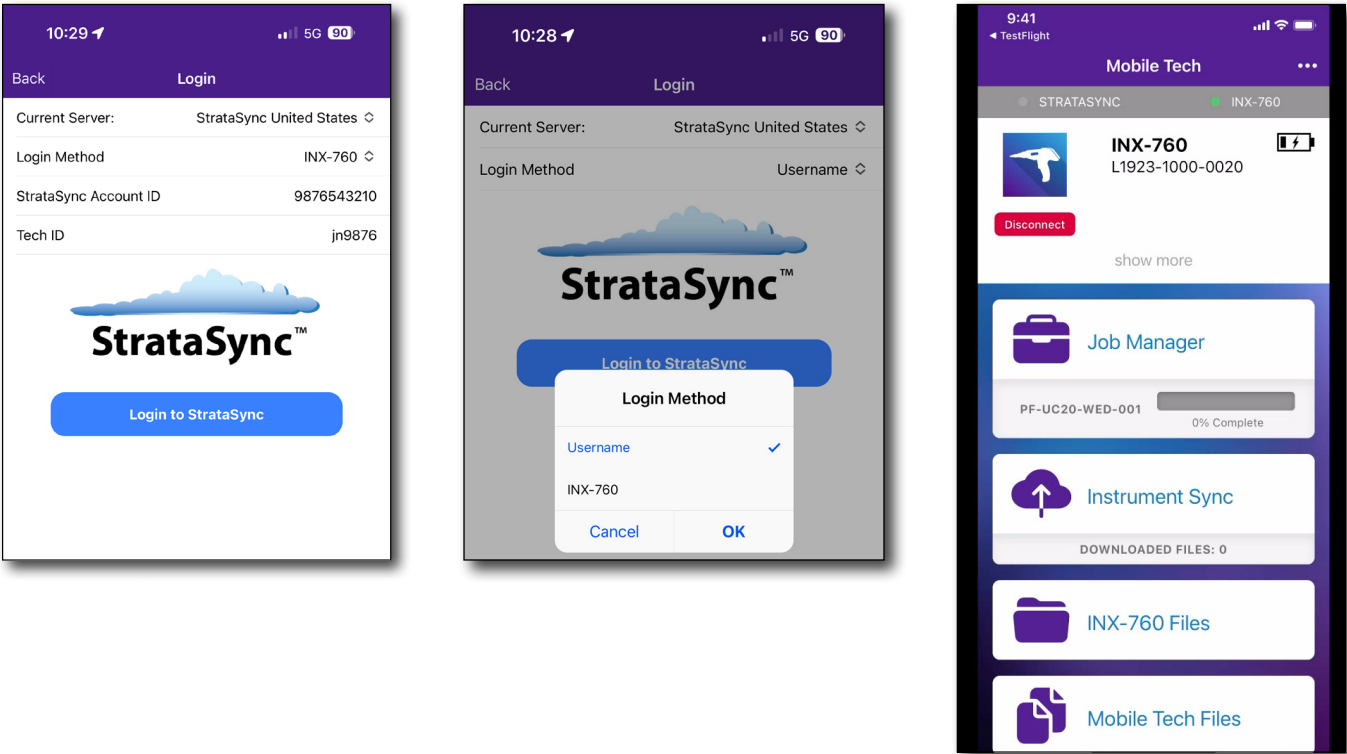 10:29 5G 90
Back Login
Current Server: StrataSync United States
Login Method INX-760
StrataSync Account ID 9876543210
Tech ID jn9876
StrataSync™
Login to StrataSync
10:28 5G 90
Back Login
Current Server: StrataSync United States
Login Method Username
StrataSync™
Login to StrataSync
Login Method
Username
INX-760
Cancel OK
9:41
TestFlight
Mobile Tech
STRATASYNC INX-760
INX-760
L1923-1000-0020
Disconnect
show more
Job Manager
PF-UC20-WED-001
0% Complete
Instrument Sync
DOWNLOADED FILES: 0
INX-760 Files
Mobile Tech Files